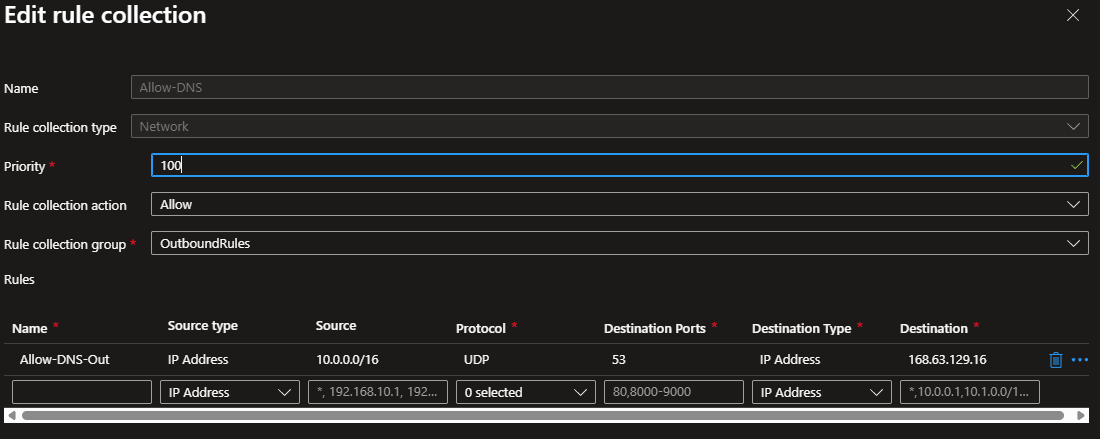 Edit rule collection
Name Allow-DNS
Rule collection type Network
Priority * 100
Rule collection action Allow
Rule collection group * OutboundRules
Rules
Name * Source type Source Protocol * Destination Ports * Destination Type * Destination *
Allow-DNS-Out IP Address 10.0.0.0/16 UDP 53 IP Address 168.63.129.16
IP Address *, 192.168.10.1, 192... 0 selected 80,8000-9000 IP Address *,10.0.0.1,10.1.0.0/1...